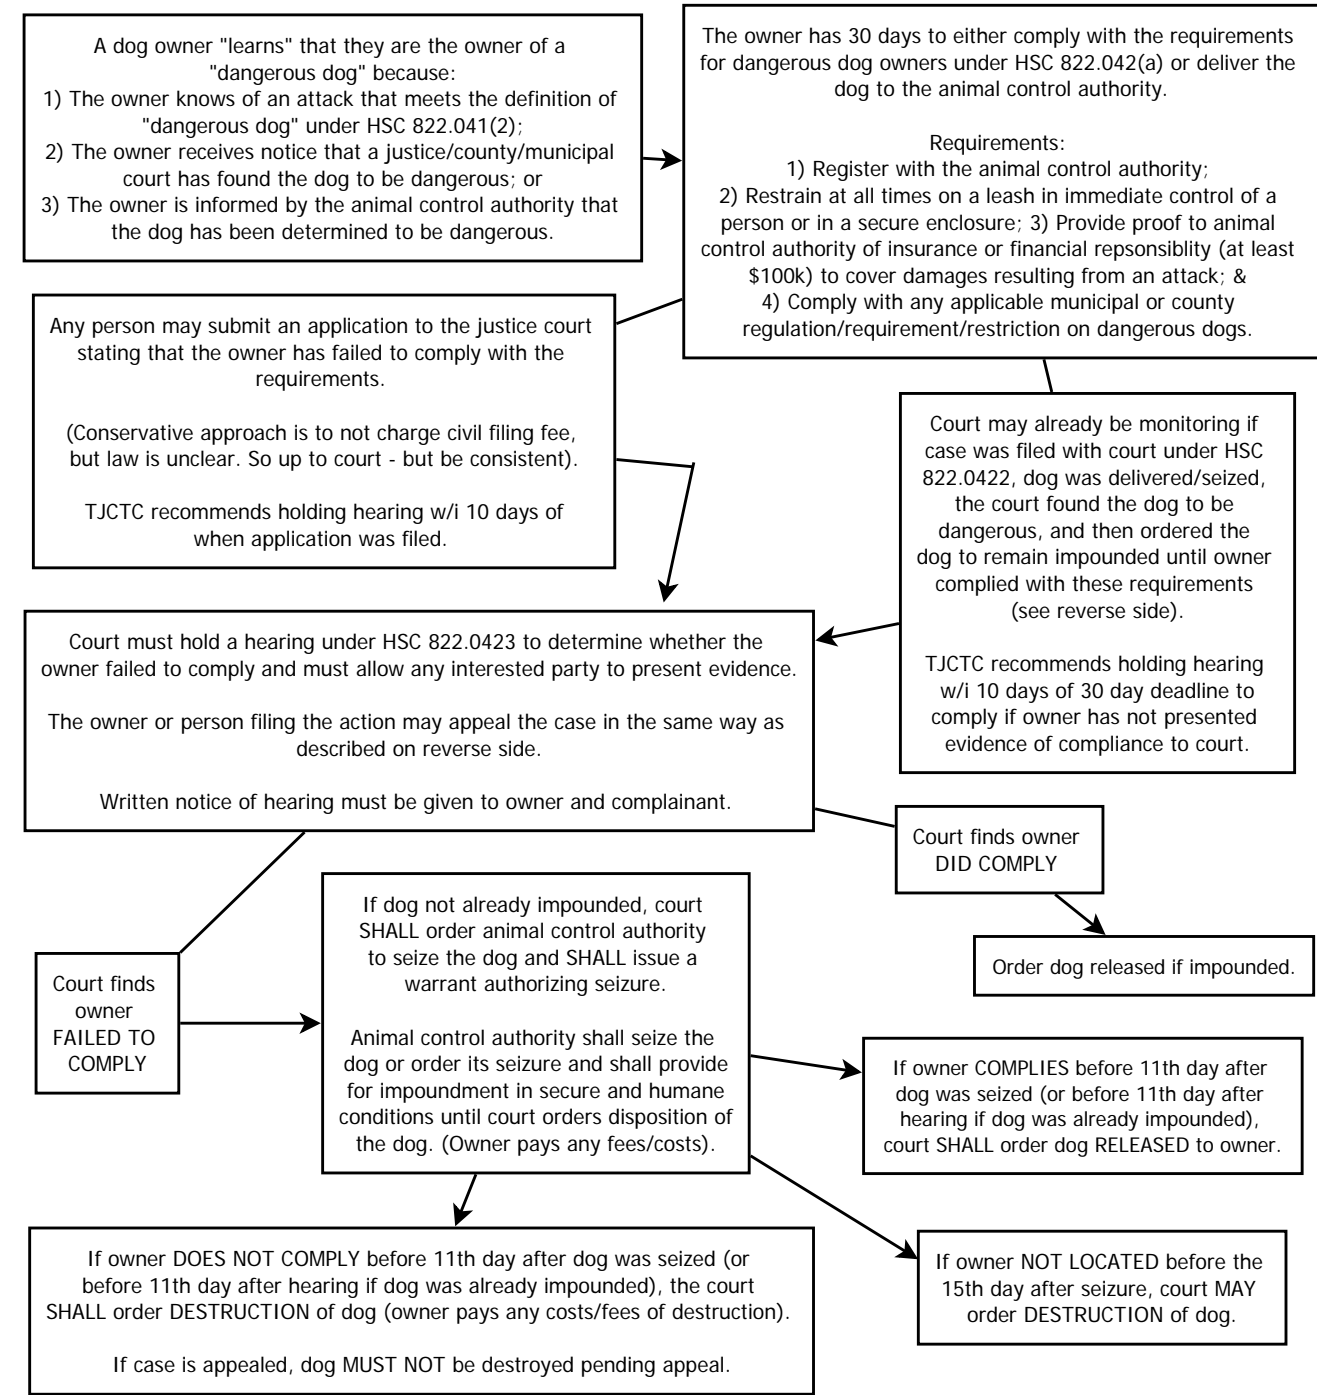 A dog owner "learns" that they are the owner of a
"dangerous dog" because:
1) The owner knows of an attack that meets the definition of
"dangerous dog" under HSC 822.041(2);
2) The owner receives notice that a justice/county/municipal
court has found the dog to be dangerous; or
3) The owner is informed by the animal control authority that
the dog has been determined to be dangerous.
The owner has 30 days to either comply with the requirements
for dangerous dog owners under HSC 822.042(a) or deliver the
dog to the animal control authority.
Requirements:
1) Register with the animal control authority;
2) Restrain at all times on a leash in immediate control of a
person or in a secure enclosure; 3) Provide proof to animal
control authority of insurance or financial repsonsiblity (at least
$100k) to cover damages resulting from an attack; &
4) Comply with any applicable municipal or county
regulation/requirement/restriction on dangerous dogs.
Any person may submit an application to the justice court
stating that the owner has failed to comply with the
requirements.
(Conservative approach is to not charge civil filing fee,
but law is unclear. So up to court - but be consistent).
TJCTC recommends holding hearing w/i 10 days of
when application was filed.
Court may already be monitoring if
case was filed with court under HSC
822.0422, dog was delivered/seized,
the court found the dog to be
dangerous, and then ordered the
dog to remain impounded until owner
complied with these requirements
(see reverse side).
TJCTC recommends holding hearing
w/i 10 days of 30 day deadline to
comply if owner has not presented
evidence of compliance to court.
Court must hold a hearing under HSC 822.0423 to determine whether the
owner failed to comply and must allow any interested party to present evidence.
The owner or person filing the action may appeal the case in the same way as
described on reverse side.
Written notice of hearing must be given to owner and complainant.
Court finds owner
DID COMPLY
Order dog released if impounded.
Court finds
owner
FAILED TO
COMPLY
If dog not already impounded, court
SHALL order animal control authority
to seize the dog and SHALL issue a
warrant authorizing seizure.
Animal control authority shall seize the
dog or order its seizure and shall provide
for impoundment in secure and humane
conditions until court orders disposition of
the dog. (Owner pays any fees/costs).
If owner COMPLIES before 11th day after
dog was seized (or before 11th day after
hearing if dog was already impounded),
court SHALL order dog RELEASED to owner.
If owner DOES NOT COMPLY before 11th day after dog was seized (or
before 11th day after hearing if dog was already impounded), the court
SHALL order DESTRUCTION of dog (owner pays any costs/fees of destruction).
If case is appealed, dog MUST NOT be destroyed pending appeal.
If owner NOT LOCATED before the
15th day after seizure, court MAY
order DESTRUCTION of dog.